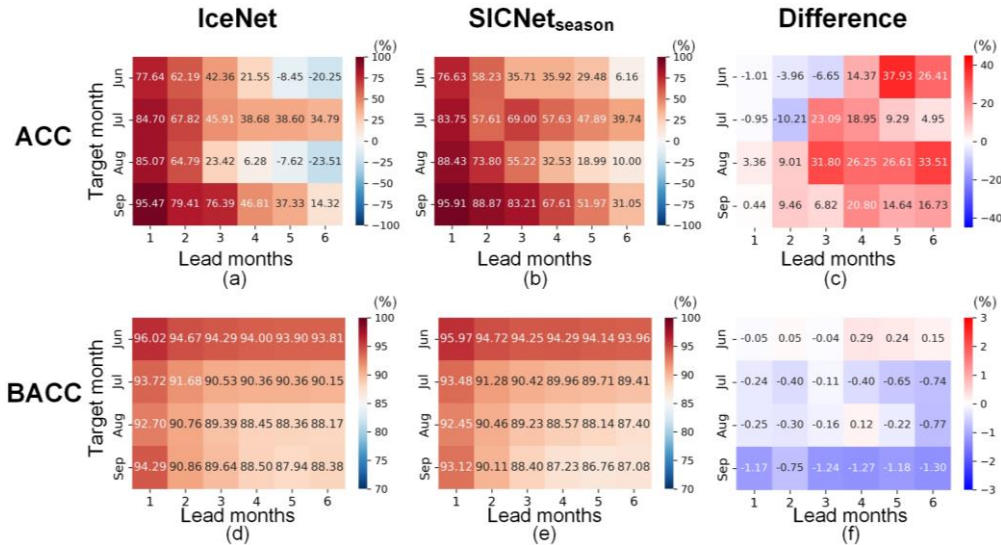 IceNet SICNetseason Difference
ACC
Target month
(%) (%) (%)
Jun 77.64 62.19 42.36 21.55 -8.45 -20.25 100
Jul 84.70 67.82 45.91 38.68 38.60 34.79
Aug 85.07 64.79 23.42 6.28 -7.62 -23.51
Sep 95.47 79.41 76.39 46.81 37.33 14.32
100 75 50 25 0 −25 −50 −75 −100
1 2 3 4 5 6
Lead months
(a)
Jun 76.63 58.23 35.71 35.92 29.48 6.16
Jul 83.75 57.61 69.00 57.63 47.89 39.74
Aug 88.43 73.80 55.22 32.53 18.99 10.00
Sep 95.91 88.87 83.21 67.61 51.97 31.05
100 75 50 25 0 −25 −50 −75 −100
1 2 3 4 5 6
Lead months
(b)
Jun -1.01 -3.96 -6.65 14.37 37.93 26.41
Jul -0.95 -10.21 23.09 18.95 9.29 4.95
Aug 3.36 9.01 31.80 26.25 26.61 33.51
Sep 0.44 9.46 6.82 20.80 14.64 16.73
40 20 0 −20 −40
1 2 3 4 5 6
Lead months
(c)
BACC
Target month
(%) (%) (%)
Jun 96.02 94.67 94.29 94.00 93.90 93.81
Jul 93.72 91.68 90.53 90.36 90.36 90.15
Aug 92.70 90.76 89.39 88.45 88.36 88.17
Sep 94.29 90.86 89.64 88.50 87.94 88.38
100 95 90 85 80 75 70
1 2 3 4 5 6
Lead months
(d)
Jun 95.97 94.72 94.25 94.29 94.14 93.96
Jul 93.48 91.28 90.42 89.96 89.71 89.41
Aug 92.45 90.46 89.23 88.57 88.14 87.40
Sep 93.12 90.11 88.40 87.23 86.76 87.08
100 95 90 85 80 75 70
1 2 3 4 5 6
Lead months
(e)
Jun -0.05 0.05 -0.04 0.29 0.24 0.15
Jul -0.24 -0.40 -0.11 -0.40 -0.65 -0.74
Aug -0.25 -0.30 -0.16 0.12 -0.22 -0.77
Sep -1.17 -0.75 -1.24 -1.27 -1.18 -1.30
3 2 1 0 −1 −2 −3
1 2 3 4 5 6
Lead months
(f)